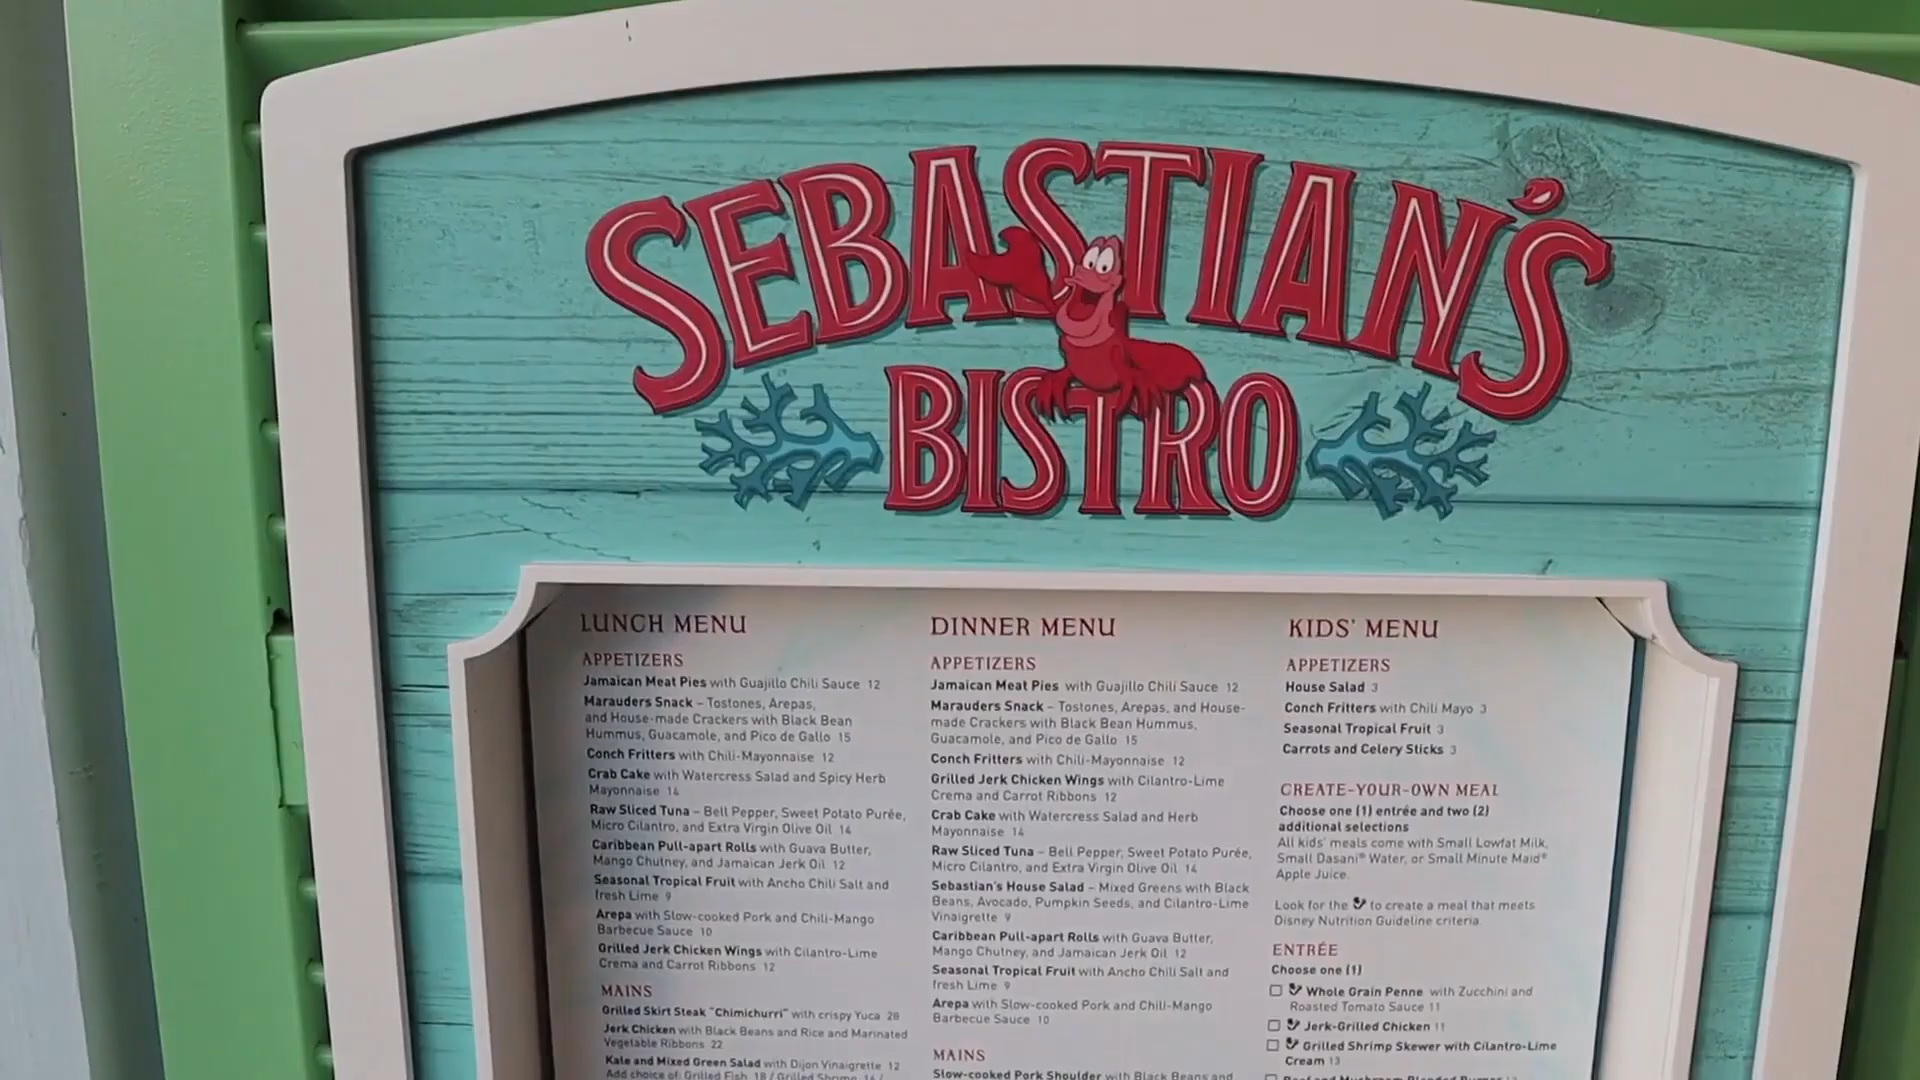 SEBASTIAN'S
BISTRO
LUNCH MENU
APPETIZERS
Jamaican Meat Pies with Guajillo Chili Sauce 12
Marauders Snack – Tostones, Arepas,
and House-made Crackers with Black Bean
Hummus, Guacamole, and Pico de Gallo 15
Conch Fritters with Chili-Mayonnaise 12
Crab Cake with Watercress Salad and Spicy Herb
Mayonnaise 14
Raw Sliced Tuna – Bell Pepper, Sweet Potato Purée,
Micro Cilantro, and Extra Virgin Olive Oil 14
Caribbean Pull-apart Rolls with Guava Butter,
Mango Chutney, and Jamaican Jerk Oil 12
Seasonal Tropical Fruit with Ancho Chili Salt and
fresh Lime 9
Arepa with Slow-cooked Pork and Chili-Mango
Barbecue Sauce 10
Grilled Jerk Chicken Wings with Cilantro-Lime
Crema and Carrot Ribbons 12
MAINS
Grilled Skirt Steak "Chimichurri" with crispy Yuca 28
Jerk Chicken with Black Beans and Rice and Marinated
Vegetable Ribbons 22
Kale and Mixed Green Salad with Dijon Vinaigrette 12
Add choice of: Grilled Fish 18 / Grilled Shrimp 14 /
DINNER MENU
APPETIZERS
Jamaican Meat Pies with Guajillo Chili Sauce 12
Marauders Snack – Tostones, Arepas, and House-
made Crackers with Black Bean Hummus,
Guacamole, and Pico de Gallo 15
Conch Fritters with Chili-Mayonnaise 12
Grilled Jerk Chicken Wings with Cilantro-Lime
Crema and Carrot Ribbons 12
Crab Cake with Watercress Salad and Herb
Mayonnaise 14
Raw Sliced Tuna – Bell Pepper, Sweet Potato Purée,
Micro Cilantro, and Extra Virgin Olive Oil 14
Sebastian's House Salad – Mixed Greens with Black
Beans, Avocado, Pumpkin Seeds, and Cilantro-Lime
Vinaigrette 9
Caribbean Pull-apart Rolls with Guava Butter,
Mango Chutney, and Jamaican Jerk Oil 12
Seasonal Tropical Fruit with Ancho Chili Salt and
fresh Lime 9
Arepa with Slow-cooked Pork and Chili-Mango
Barbecue Sauce 10
MAINS
Slow-cooked Pork Shoulder with Black Beans and
KIDS' MENU
APPETIZERS
House Salad 3
Conch Fritters with Chili Mayo 3
Seasonal Tropical Fruit 3
Carrots and Celery Sticks 3
CREATE-YOUR-OWN MEAL
Choose one (1) entrée and two (2)
additional selections
All kids' meals come with Small Lowfat Milk,
Small Dasani® Water, or Small Minute Maid®
Apple Juice.
Look for the to create a meal that meets
Disney Nutrition Guideline criteria.
ENTRÉE
Choose one (1)
Whole Grain Penne with Zucchini and
Roasted Tomato Sauce 11
Jerk-Grilled Chicken 11
Grilled Shrimp Skewer with Cilantro-Lime
Cream 13